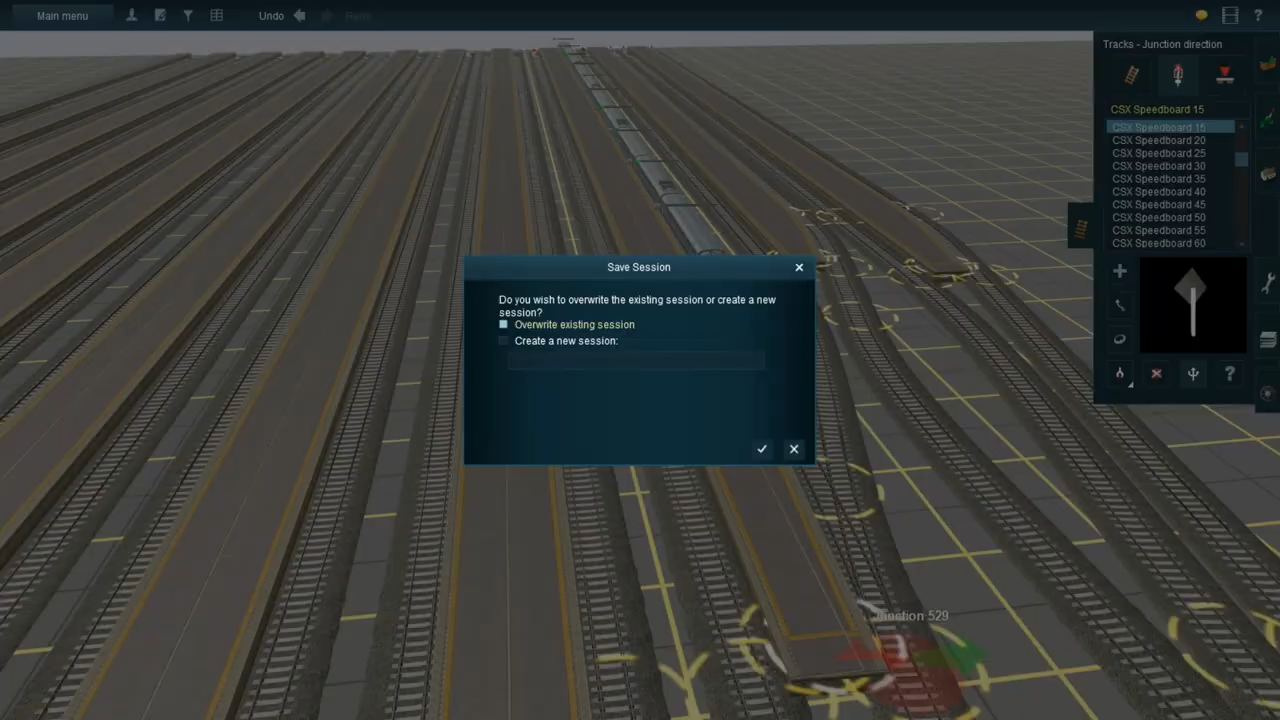 Main menu
Undo
Redo
?
Tracks - Junction direction
CSX Speedboard 15
CSX Speedboard 15
CSX Speedboard 20
CSX Speedboard 25
CSX Speedboard 30
CSX Speedboard 35
CSX Speedboard 40
CSX Speedboard 45
CSX Speedboard 50
CSX Speedboard 55
CSX Speedboard 60
?
Save Session
Do you wish to overwrite the existing session or create a new
session?
Overwrite existing session
Create a new session:
Junction 529